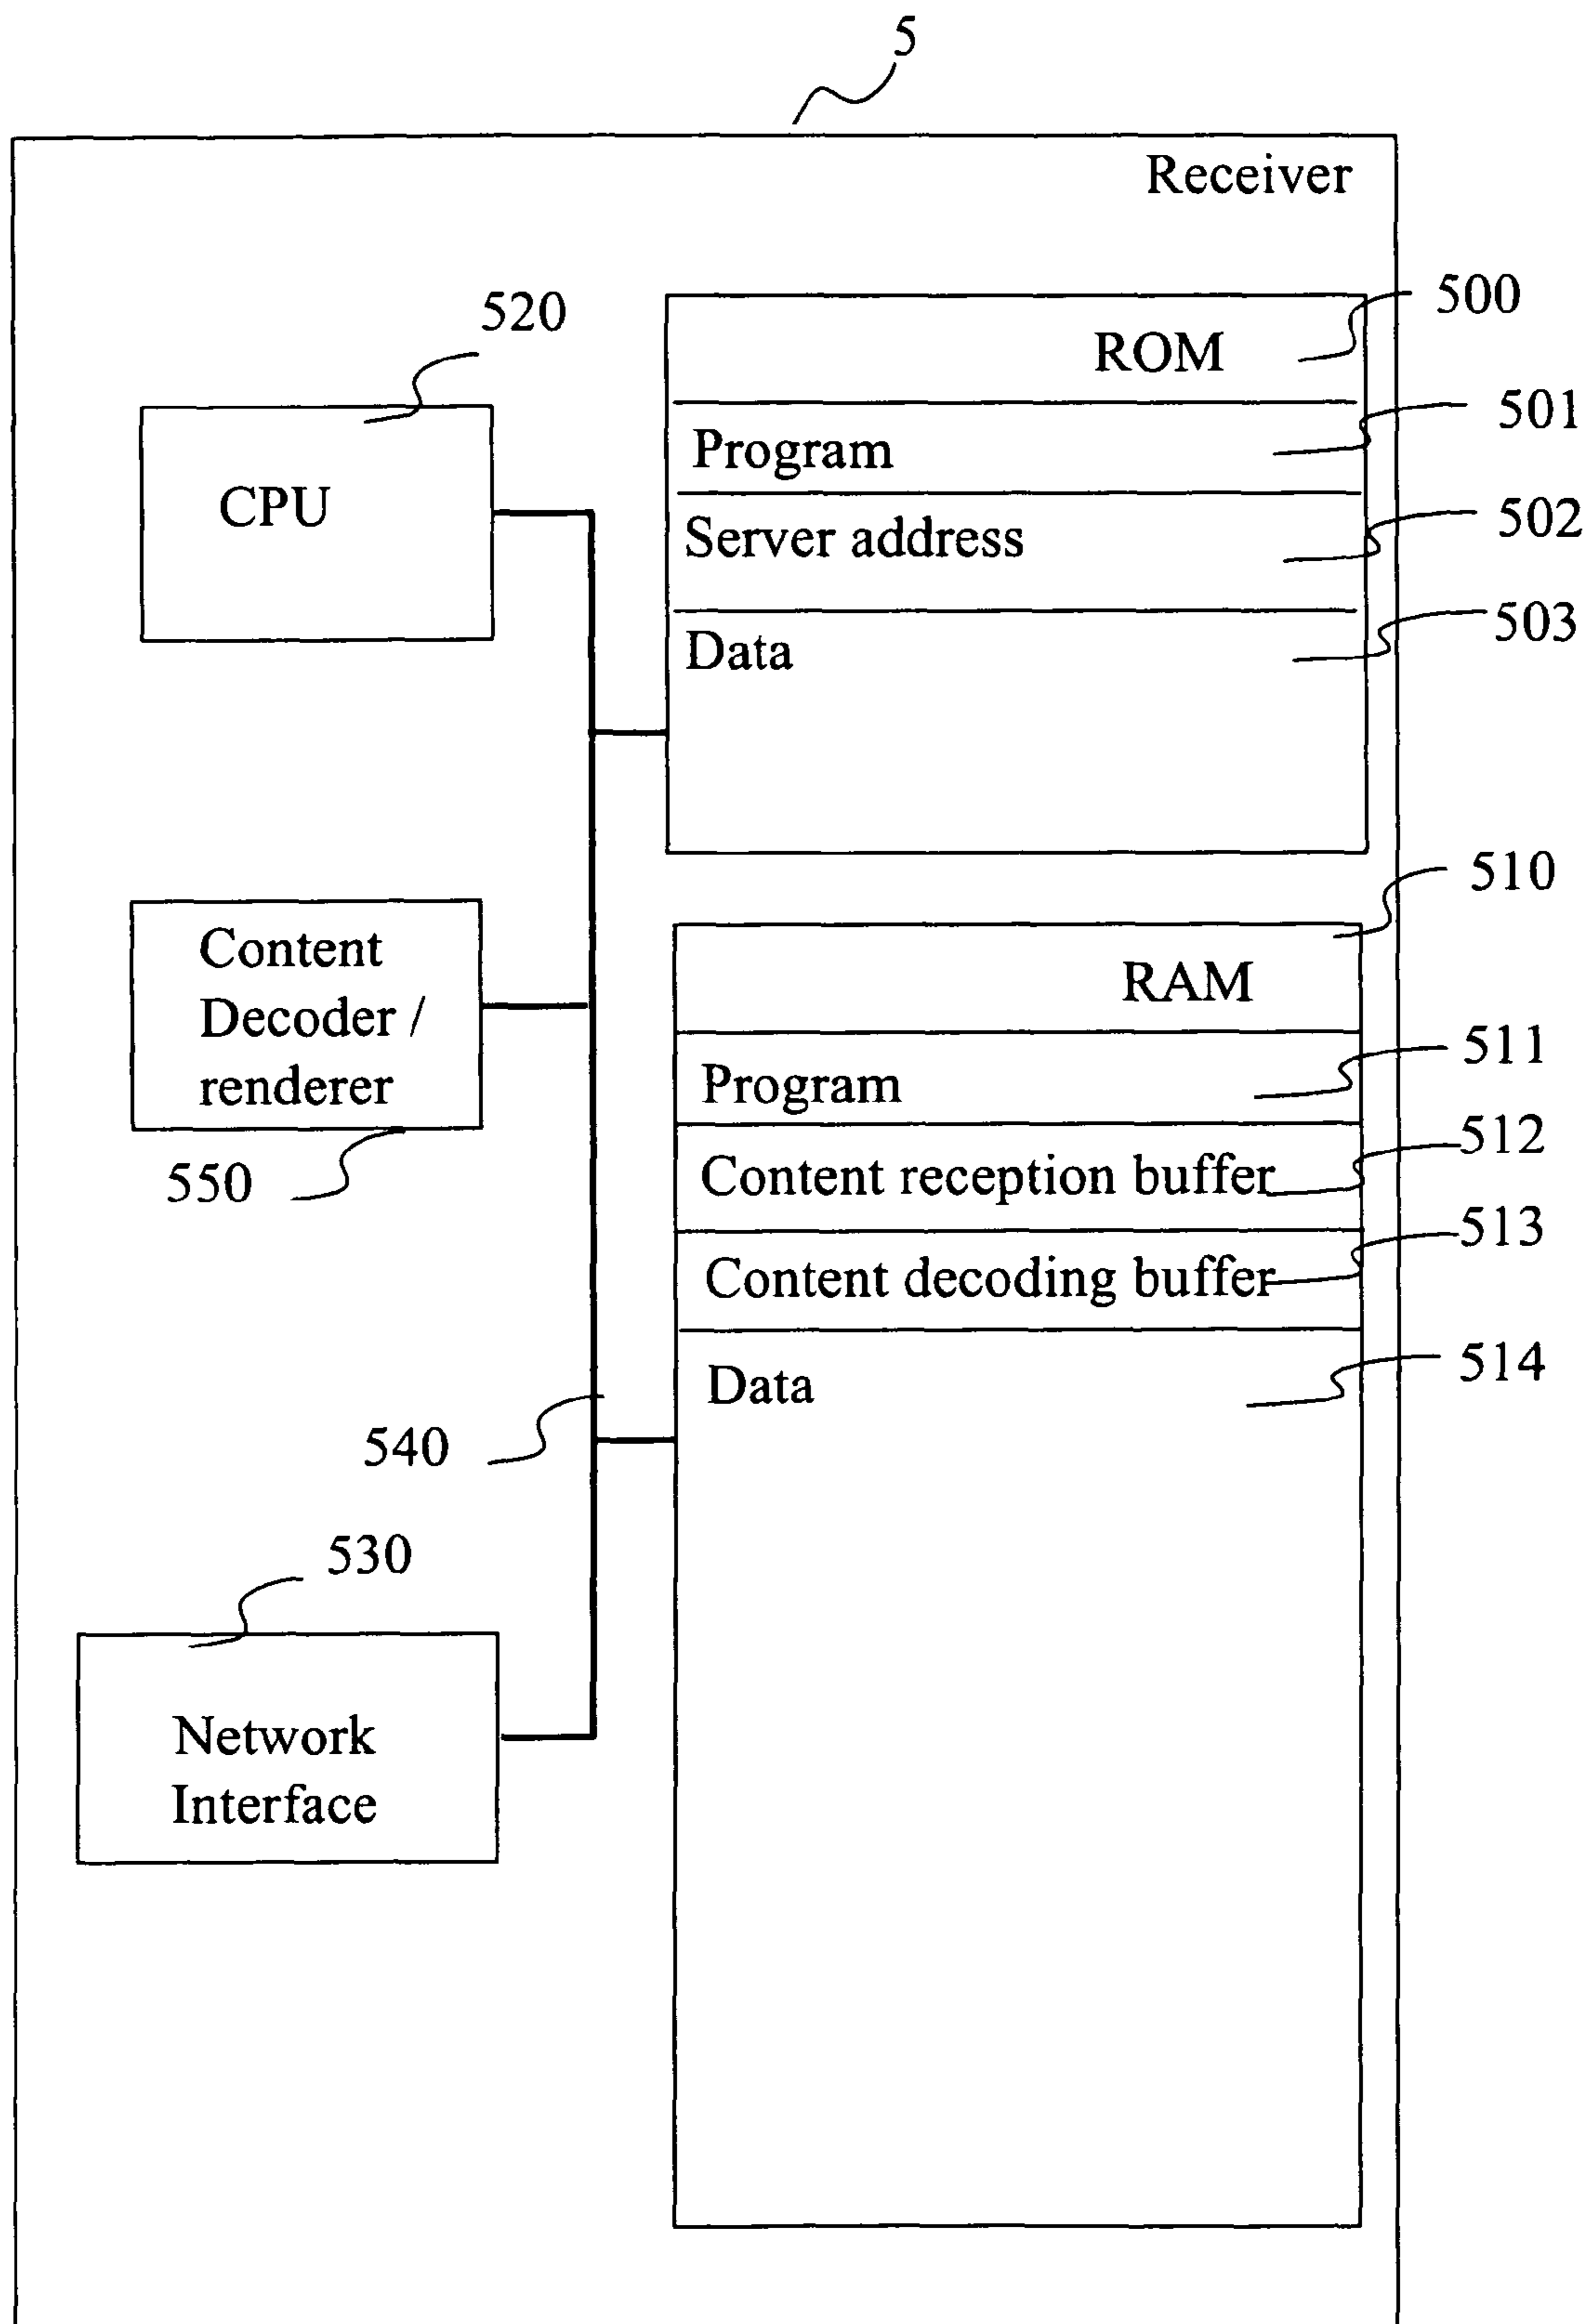 5
Receiver
520
500
ROM
501
CPU
Program
502
Server address
503
Data
510
Content
Decoder /
renderer
550
RAM
511
Program
512
Content reception buffer
513
Content decoding buffer
514
Data
540
530
Network
Interface